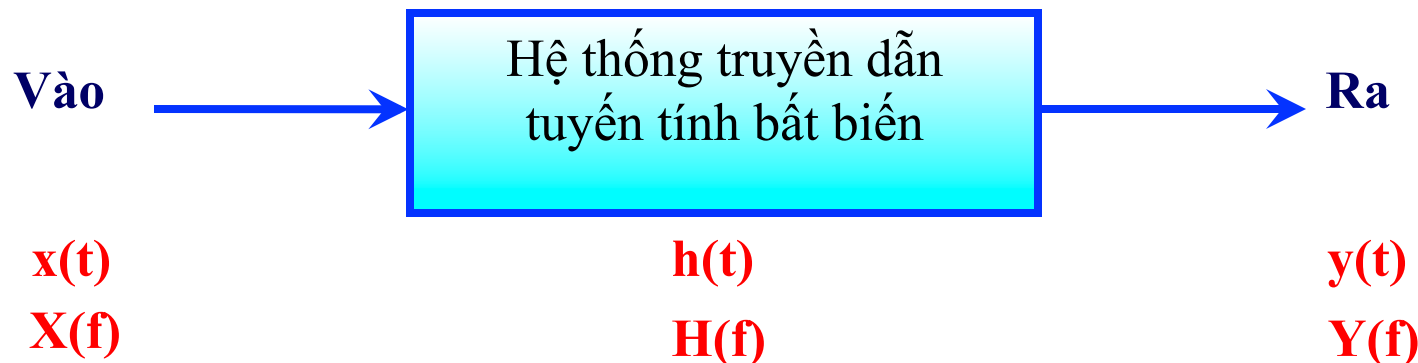 Vào
Hệ thống truyền dẫn
tuyến tính bất biến
Ra
x(t)
h(t)
y(t)
X(f)
H(f)
Y(f)